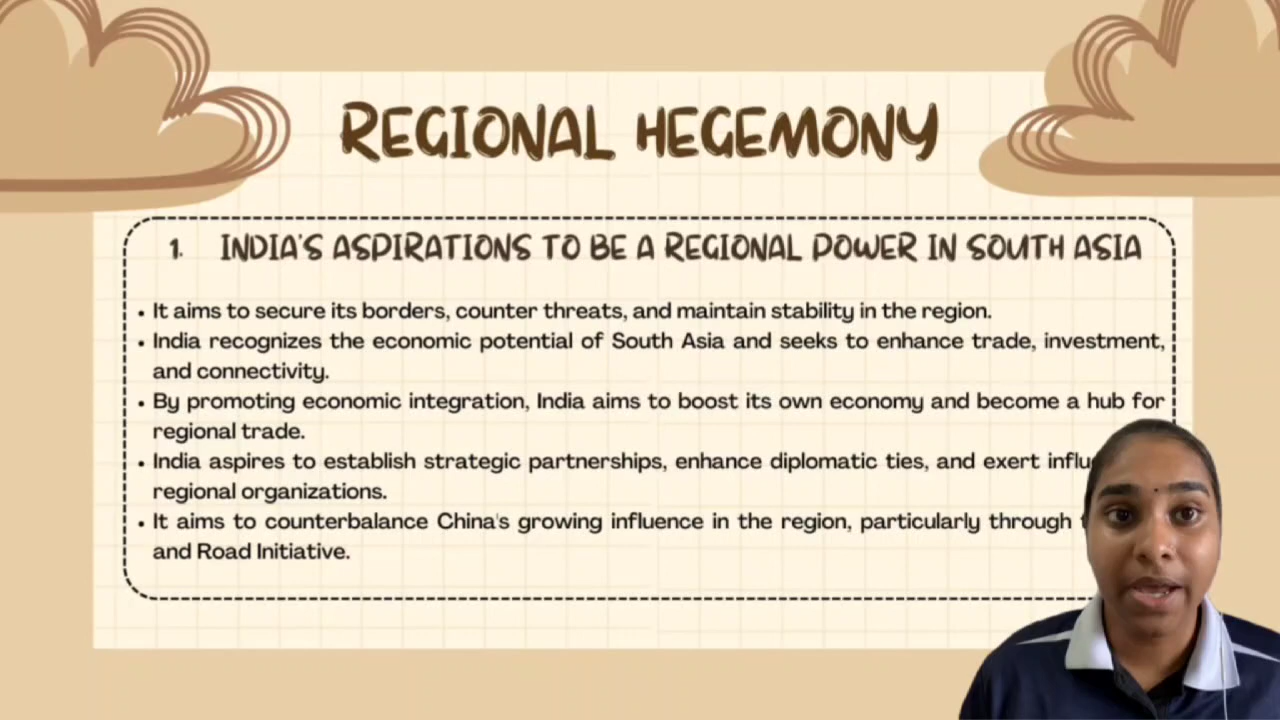 REGIONAL HEGEMONY
1. INDIA'S ASPIRATIONS TO BE A REGIONAL POWER IN SOUTH ASIA
• It aims to secure its borders, counter threats, and maintain stability in the region.
• India recognizes the economic potential of South Asia and seeks to enhance trade, investment,
and connectivity.
• By promoting economic integration, India aims to boost its own economy and become a hub for
regional trade.
• India aspires to establish strategic partnerships, enhance diplomatic ties, and exert
regional organizations.
• It aims to counterbalance China's growing influence in the region, particularly through
and Road Initiative.